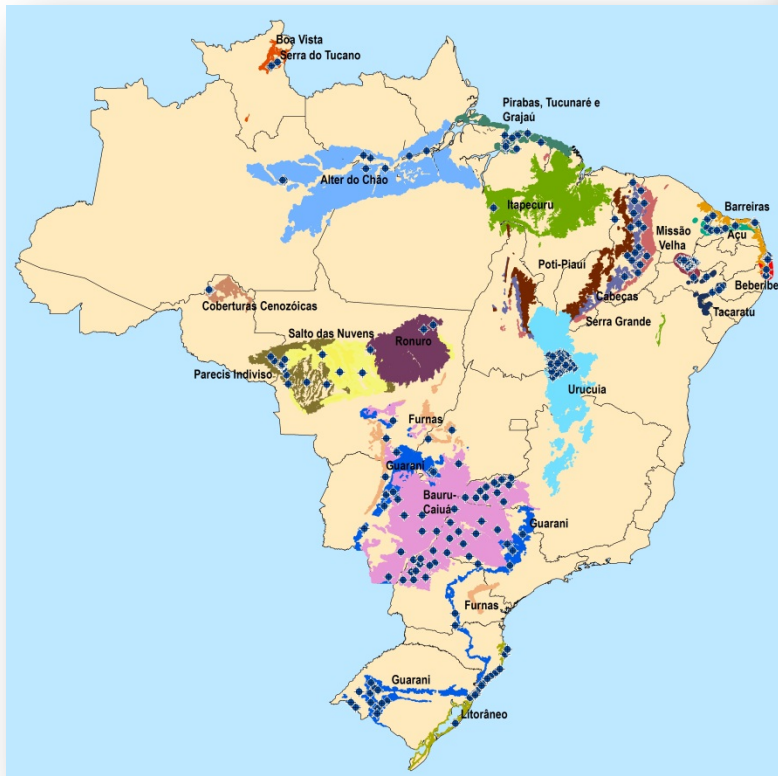 Boa Vista
Serra do Tucano
Pirabas, Tucunaré e
Grajaú
Alter do Chão
Itapecuru
Barreiras
Missão
Velha
Açu
Poti-Piauí
Beberibe
Cabeças
Coberturas Cenozóicas
Tacaratu
Serra Grande
Salto das Nuvens
Ronuro
Parecis Indiviso
Urucuia
Furnas
Guarani
Bauru-
Caiuá
Guarani
Furnas
Guarani
Litorâneo